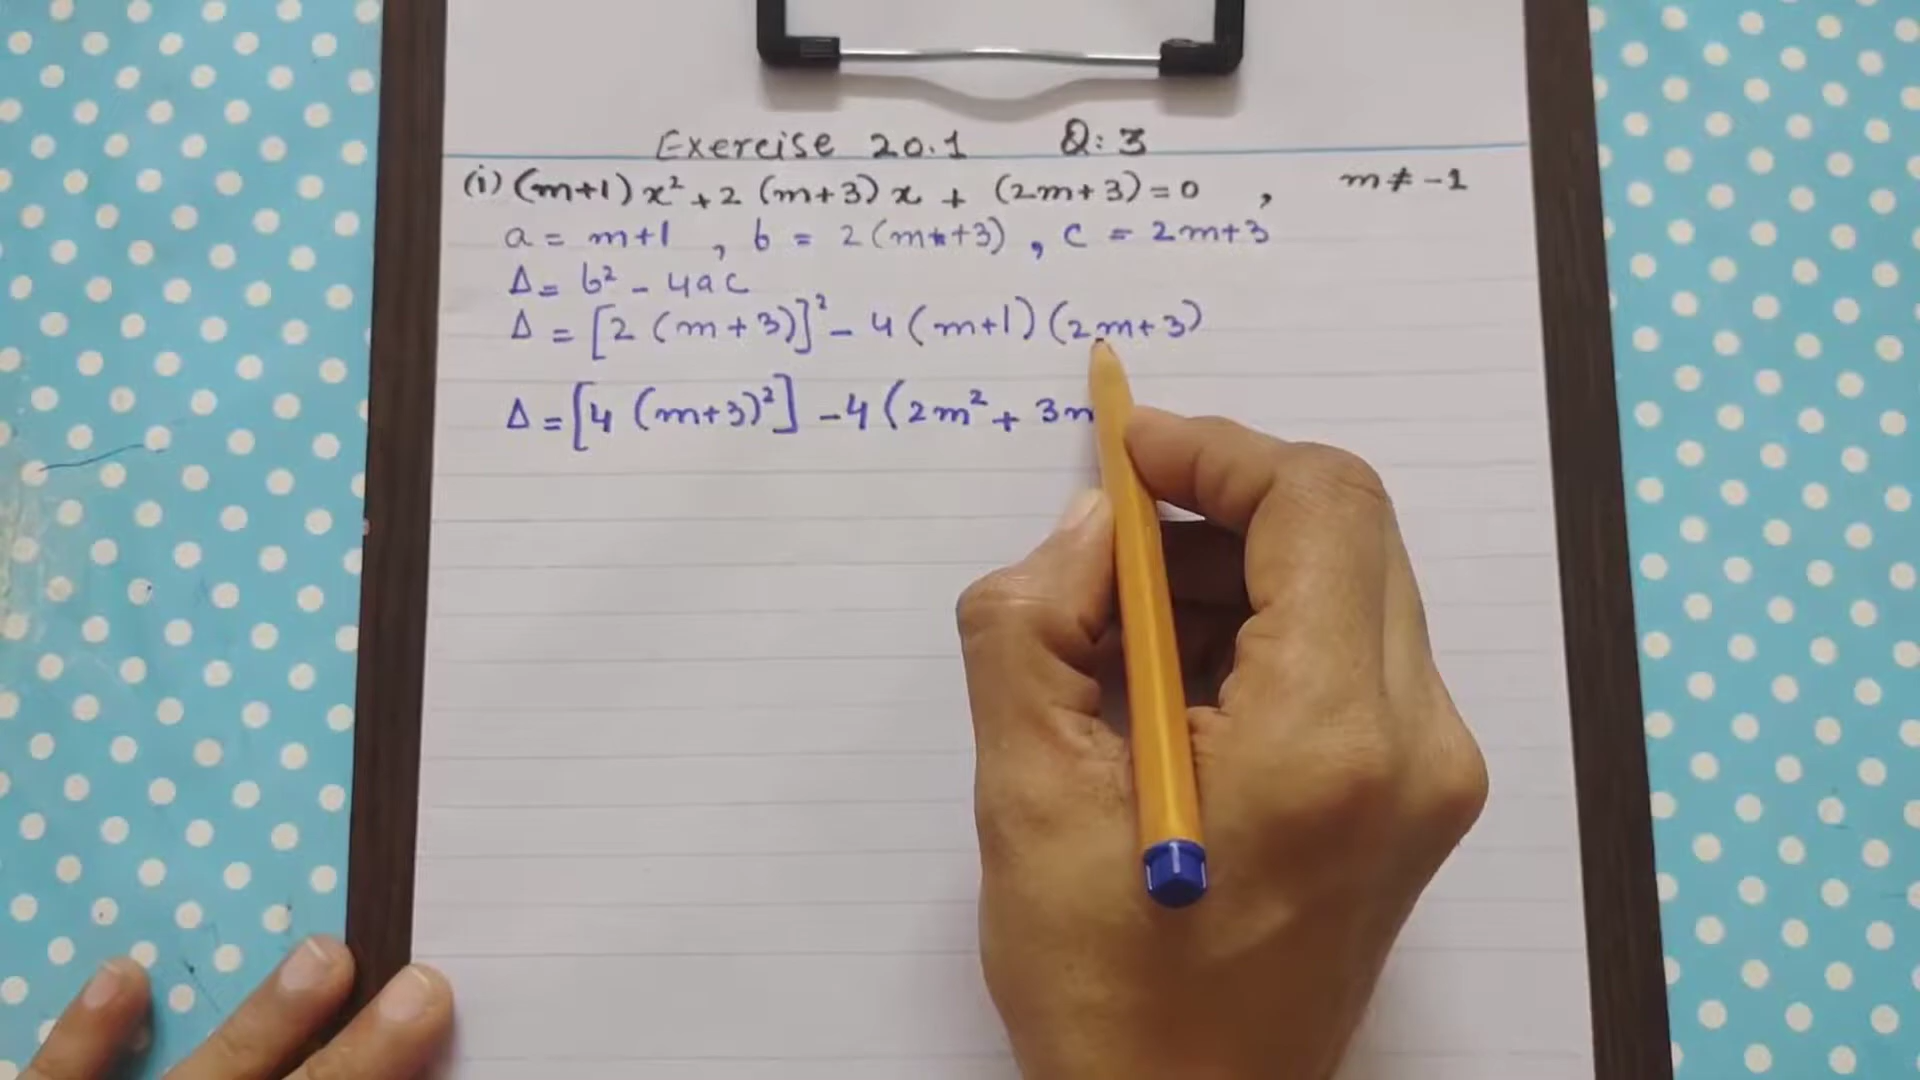 Exercise 20.1 Q: 3
(i) (m+1) x² + 2 (m+3) x + (2m+3) = 0 , m ≠ -1
a = m+1 , b = 2 (m+3) , c = 2m+3
Δ = b² - 4ac
Δ = [2 (m+3)]² - 4 (m+1) (2m+3)
Δ = [4 (m+3)²] - 4 (2m² + 3m